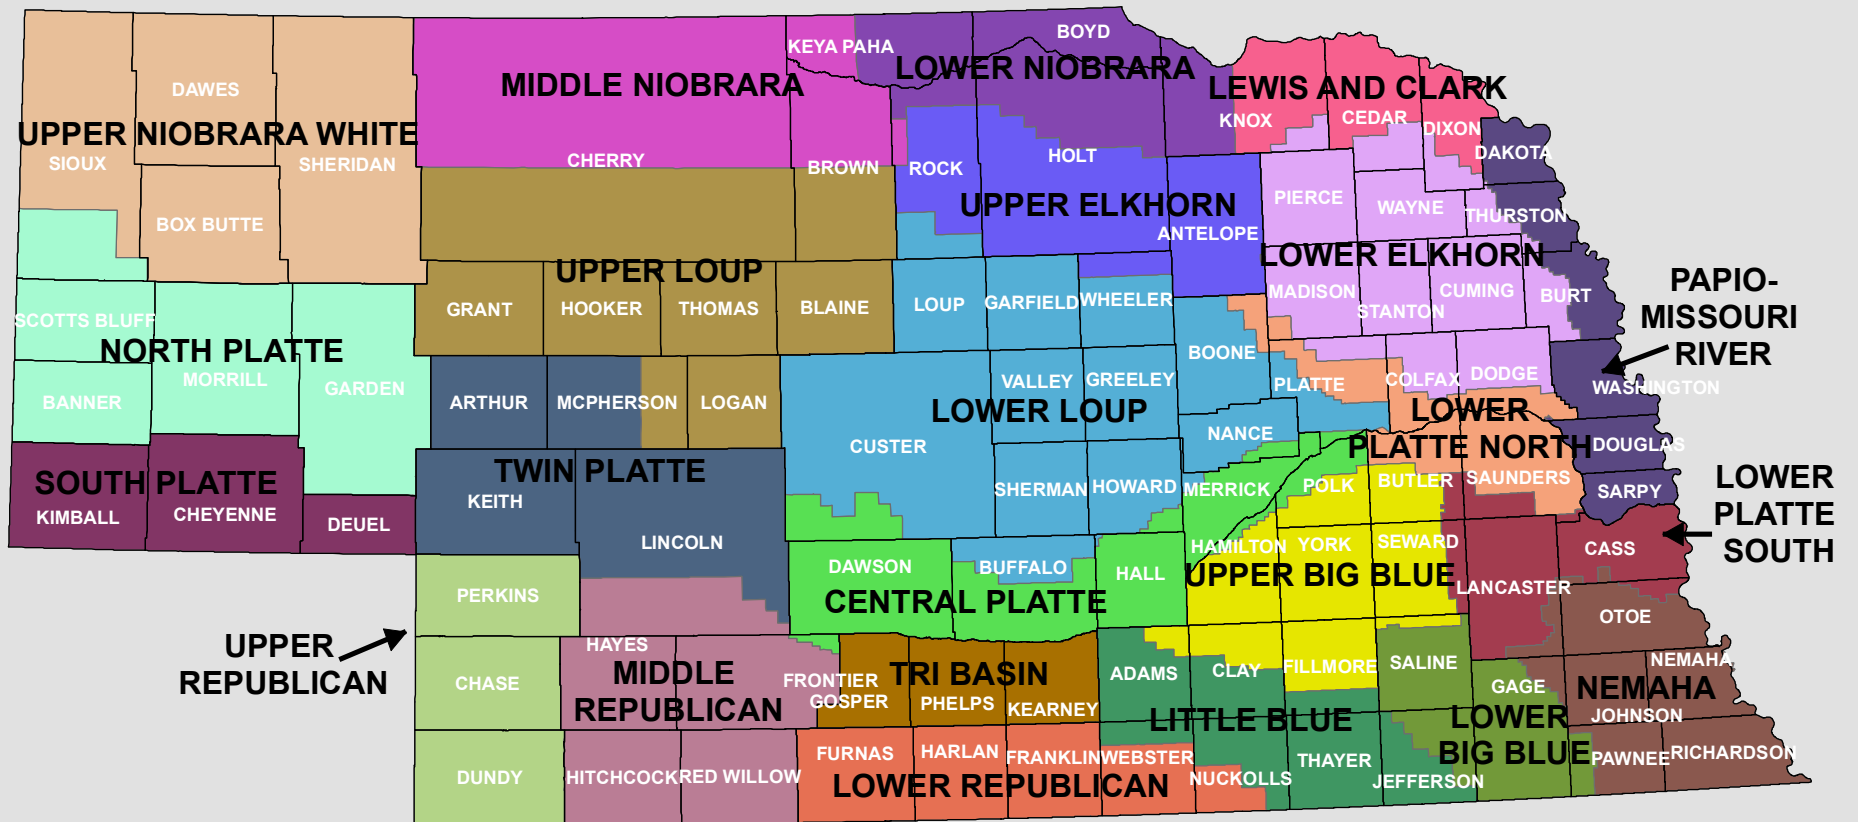 BOYD
KEYA PAHA
LOWER NIOBRARA
MIDDLE NIOBRARA
LEWIS AND CLARK
DAWES
KNOX
CEDAR
DIXON
UPPER NIOBRARA WHITE
SIOUX
SHERIDAN
CHERRY
BROWN
ROCK
HOLT
DAKOTA
PIERCE
WAYNE
THURSTON
UPPER ELKHORN
BOX BUTTE
ANTELOPE
LOWER ELKHORN
UPPER LOUP
PAPIO-
MISSOURI
RIVER
GRANT
HOOKER
THOMAS
BLAINE
LOUP
GARFIELD
WHEELER
MADISON
STANTON
CUMING
BURT
SCOTTS BLUFF
NORTH PLATTE
MORRILL
GARDEN
BANNER
ARTHUR
MCPHERSON
LOGAN
VALLEY
GREELEY
BOONE
PLATTE
COLFAX
DODGE
WASHINGTON
LOWER LOUP
LOWER
PLATTE NORTH
CUSTER
NANCE
DOUGLAS
SOUTH PLATTE
KIMBALL
CHEYENNE
DEUEL
TWIN PLATTE
KEITH
LINCOLN
SHERMAN
HOWARD
MERRICK
POLK
BUTLER
SAUNDERS
SARPY
LOWER
PLATTE
SOUTH
DAWSON
BUFFALO
HALL
HAMILTON
YORK
SEWARD
CASS
CENTRAL PLATTE
UPPER BIG BLUE
LANCASTER
OTOE
PERKINS
UPPER
REPUBLICAN
HAYES
CHASE
MIDDLE
REPUBLICAN
FRONTIER
GOSPER
TRI BASIN
PHELPS
KEARNEY
ADAMS
CLAY
FILLMORE
SALINE
GAGE
NEMAHA
NEMAHA
JOHNSON
LITTLE BLUE
LOWER
BIG BLUE
DUNDY
HITCHCOCK
RED WILLOW
FURNAS
HARLAN
FRANKLIN
WEBSTER
LOWER REPUBLICAN
NUCKOLLS
THAYER
JEFFERSON
PAWNEE
RICHARDSON